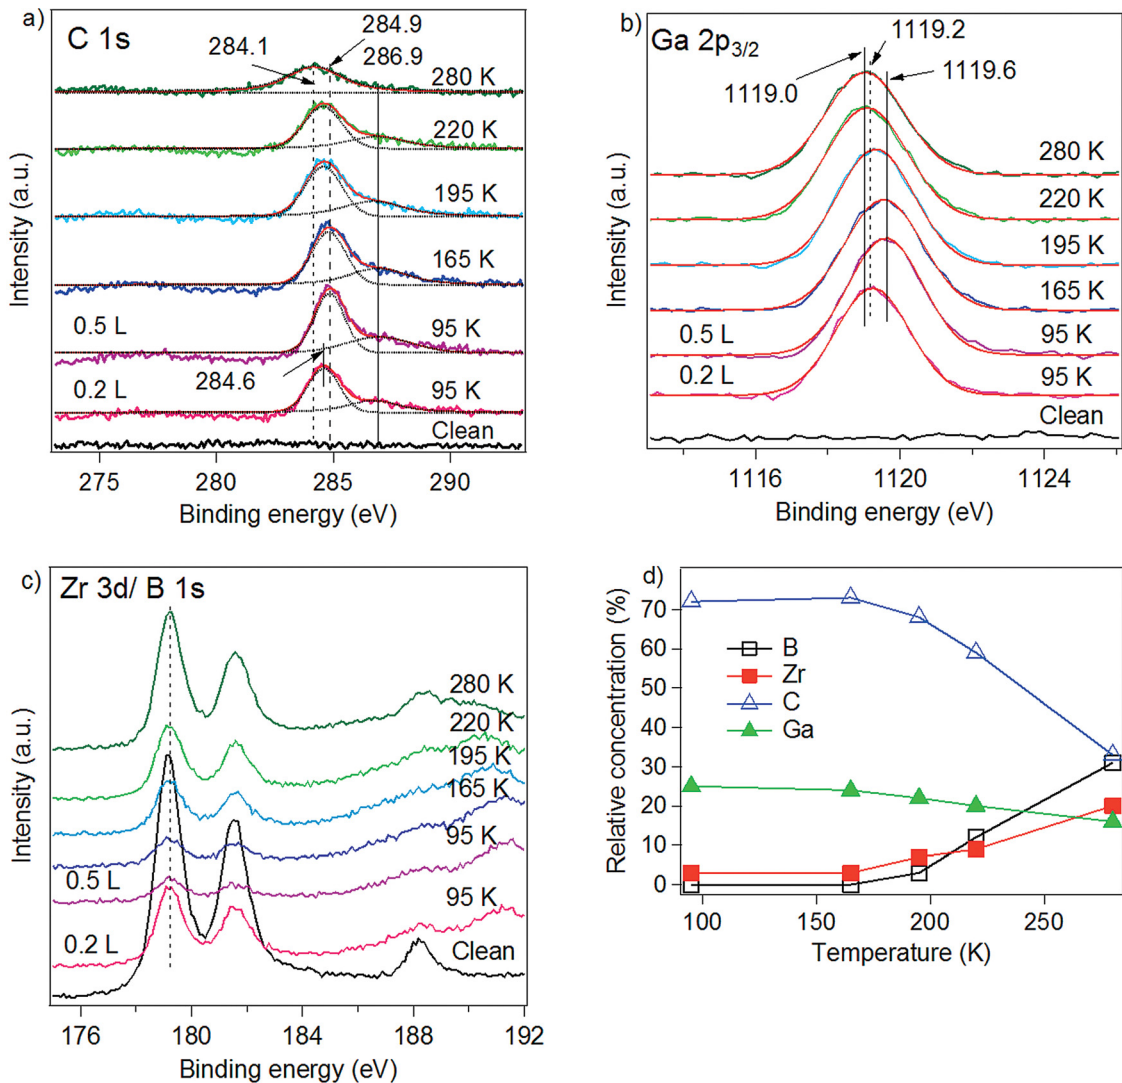 a)
C 1s
284.9
284.1
286.9
280 K
220 K
195 K
165 K
0.5 L
95 K
284.6
0.2 L
95 K
Clean
Intensity (a.u.)
275
280
285
290
Binding energy (eV)
b)
Ga 2p3/2
1119.2
1119.6
1119.0
280 K
220 K
195 K
165 K
0.5 L
95 K
0.2 L
95 K
Clean
Intensity (a.u.)
1116
1120
1124
Binding energy (eV)
c)
Zr 3d/ B 1s
280 K
220 K
195 K
165 K
95 K
0.5 L
95 K
0.2 L
Clean
Intensity (a.u.)
176
180
184
188
192
Binding energy (eV)
d)
70
60
50
40
30
20
10
0
B
Zr
C
Ga
Relative concentration (%)
100
150
200
250
Temperature (K)